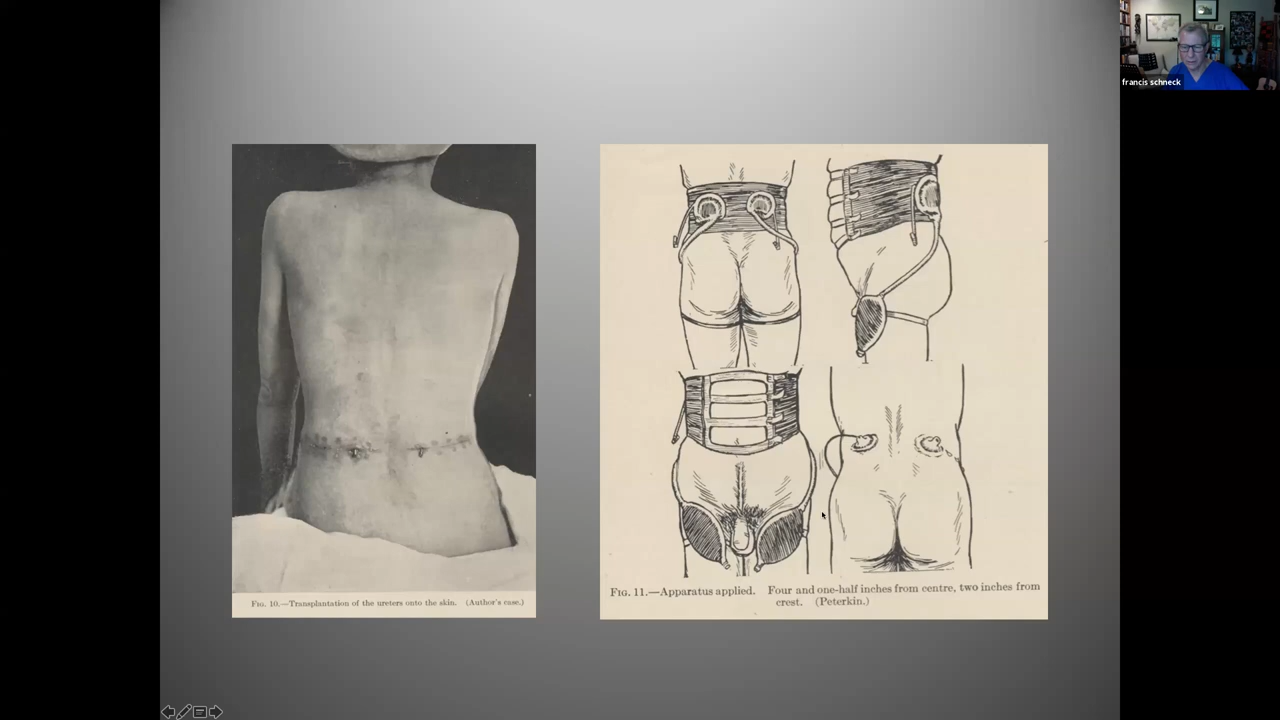 francis schneck
FIG. 10.—Transplantation of the ureters onto the skin. (Author's case.)
FIG. 11.—Apparatus applied. Four and one-half inches from centre, two inches from
crest. (Peterkin.)